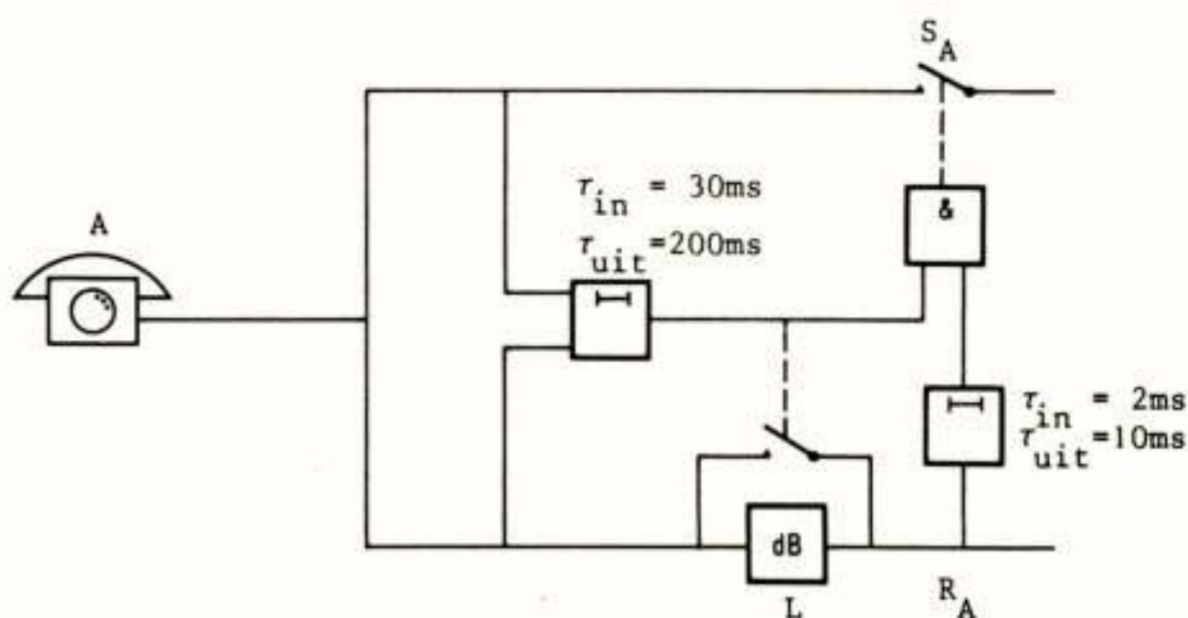 S_A
τ_in = 30ms
τ_uit=200ms
A
&
τ_in = 2ms
τ_uit=10ms
dB
L
R_A